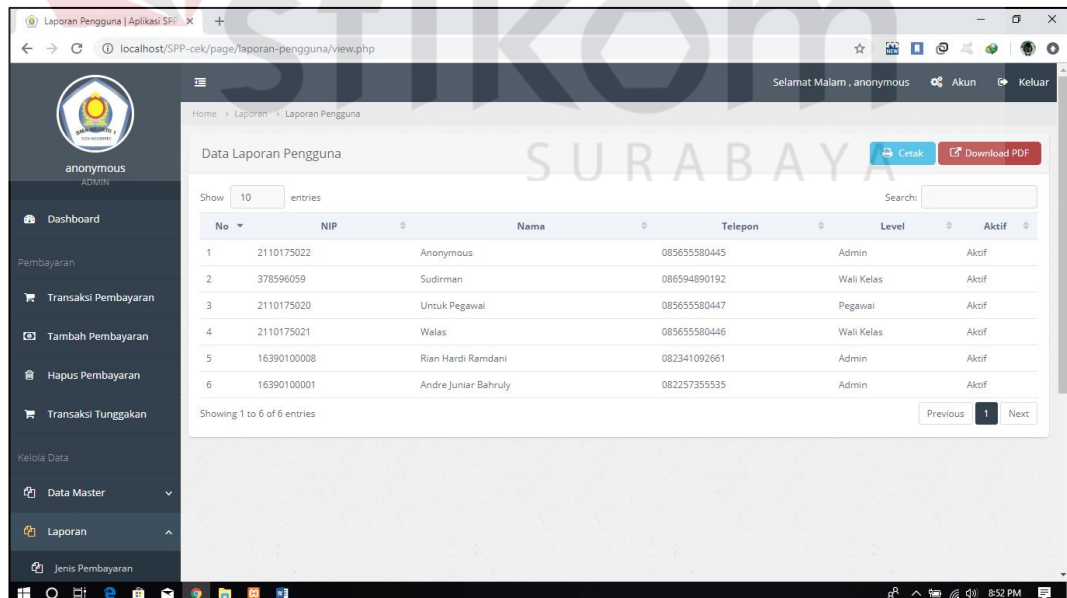 STIKOM
SURABAYA
Laporan Pengguna | Aplikasi SPP
localhost/SPP-cek/page/laporan-pengguna/view.php
Selamat Malam , anonymous
Akun
Keluar
anonymous
ADMIN
Dashboard
Pembayaran
Transaksi Pembayaran
Tambah Pembayaran
Hapus Pembayaran
Transaksi Tunggakan
Kelola Data
Data Master
Laporan
Jenis Pembayaran
Home > Laporan > Laporan Pengguna
Data Laporan Pengguna
Cetak
Download PDF
Show 10 entries
Search:
No NIP Nama Telepon Level Aktif
1 2110175022 Anonymous 085655580445 Admin Aktif
2 378596059 Sudirman 086594890192 Wali Kelas Aktif
3 2110175020 Untuk Pegawai 085655580447 Pegawai Aktif
4 2110175021 Walas 085655580446 Wali Kelas Aktif
5 16390100008 Rian Hardi Ramdani 082341092661 Admin Aktif
6 16390100001 Andre Juniar Bahruly 082257355535 Admin Aktif
Showing 1 to 6 of 6 entries
Previous 1 Next
8:52 PM